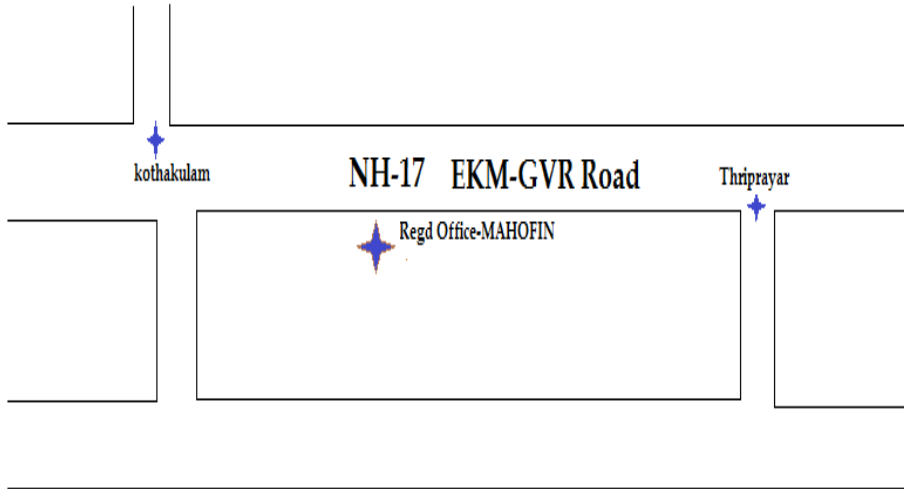 kothakulam
NH-17 EKM-GVR Road
Thriprayar
Regd Office-MAHOFIN